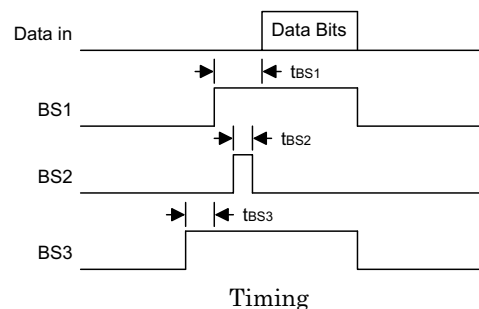 Data in
Data Bits
tBS1
BS1
tBS2
BS2
tBS3
BS3
Timing